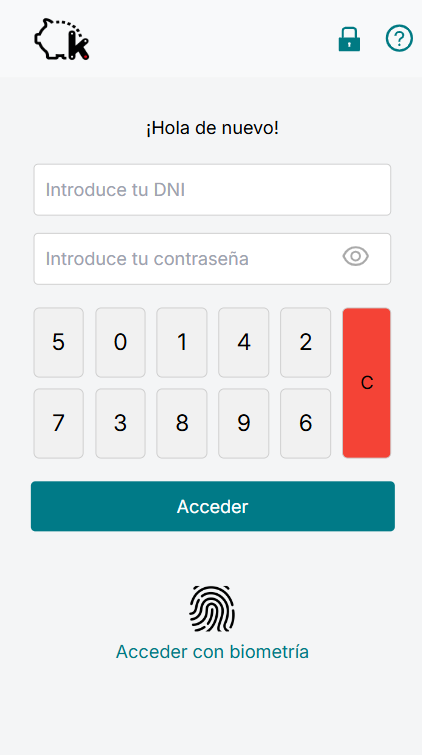 k
¡Hola de nuevo!
Introduce tu DNI
Introduce tu contraseña
5 0 1 4 2
C
7 3 8 9 6
Acceder
Acceder con biometría